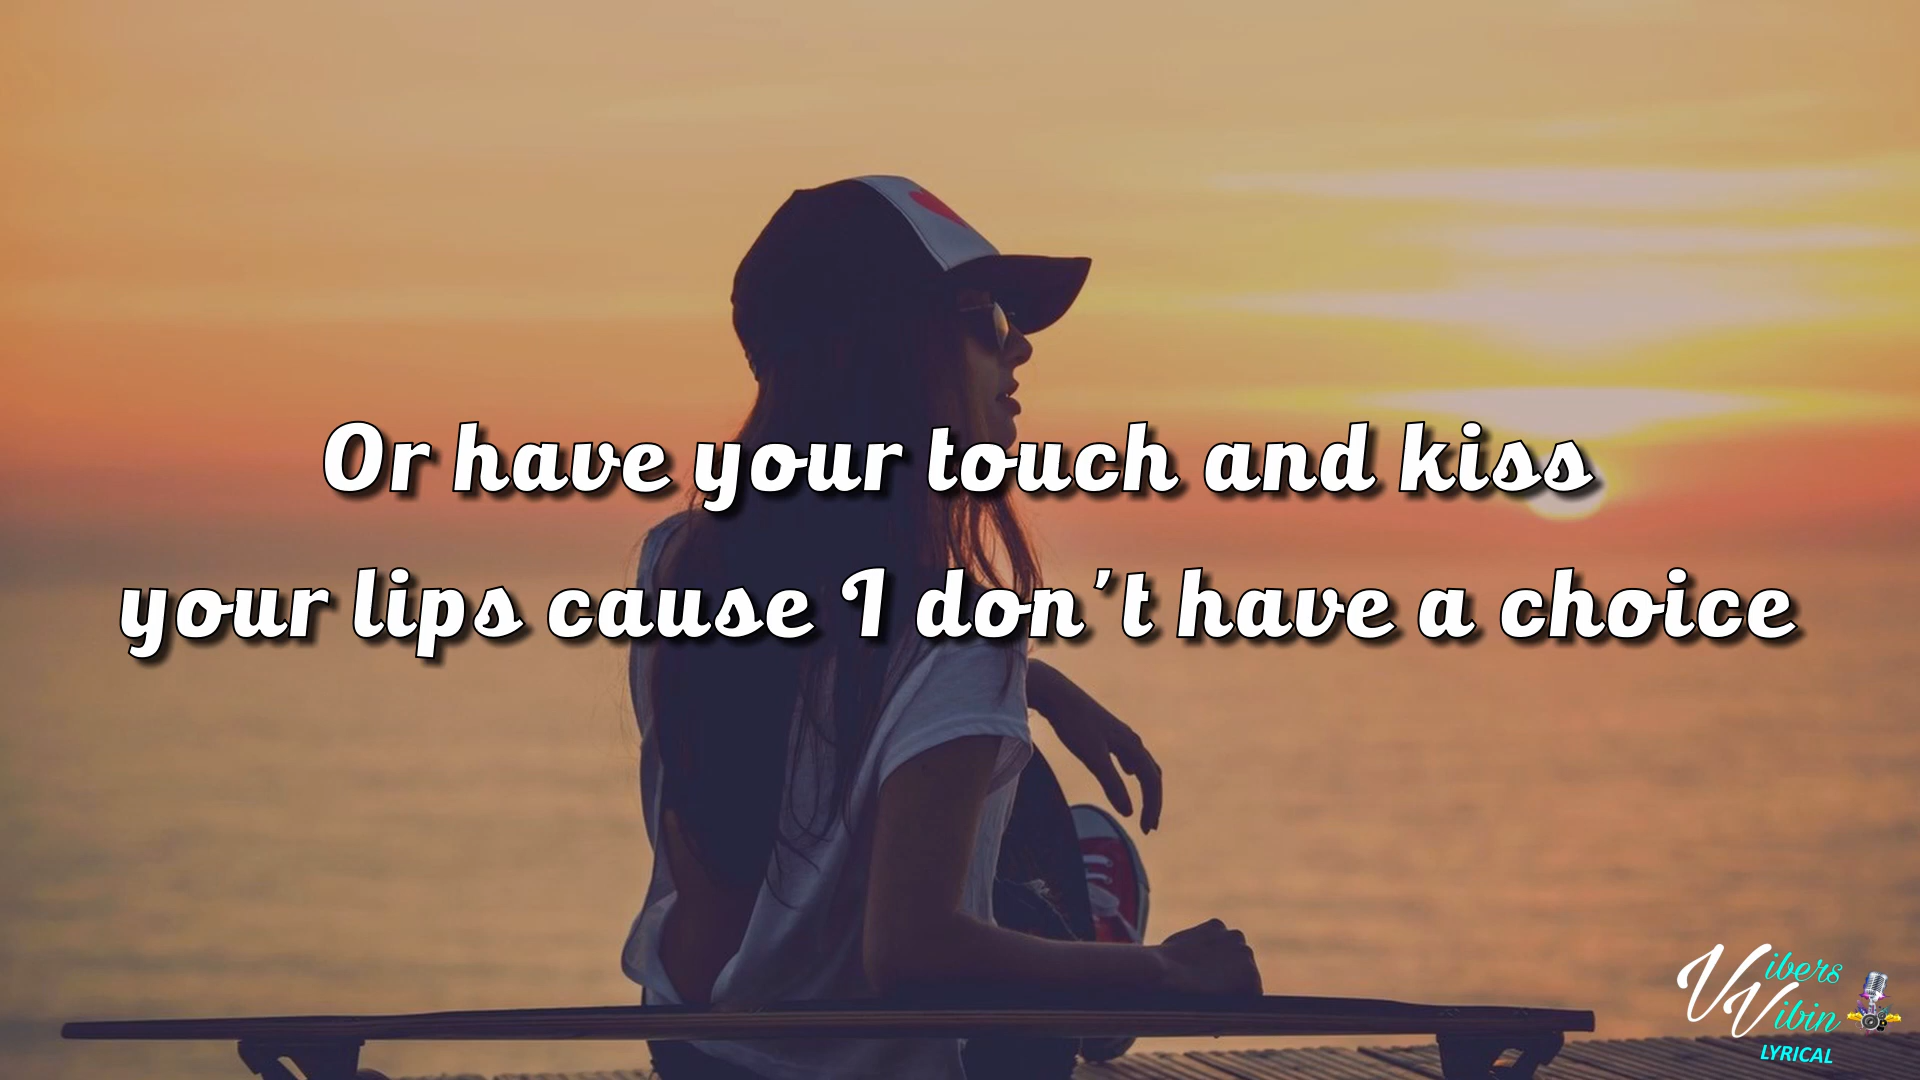 Or have your touch and kiss
your lips cause I don't have a choice
Vibers
Vibin
LYRICAL